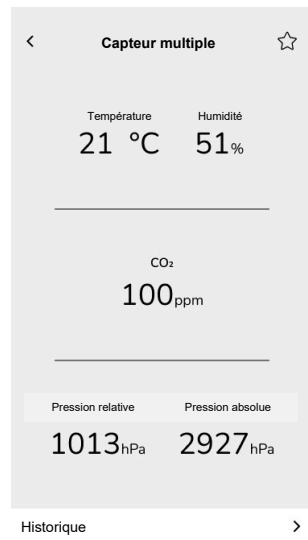 Capteur multiple
Température Humidité
21 °C 51%
CO₂
100ppm
Pression relative Pression absolue
1013hPa 2927hPa
Historique